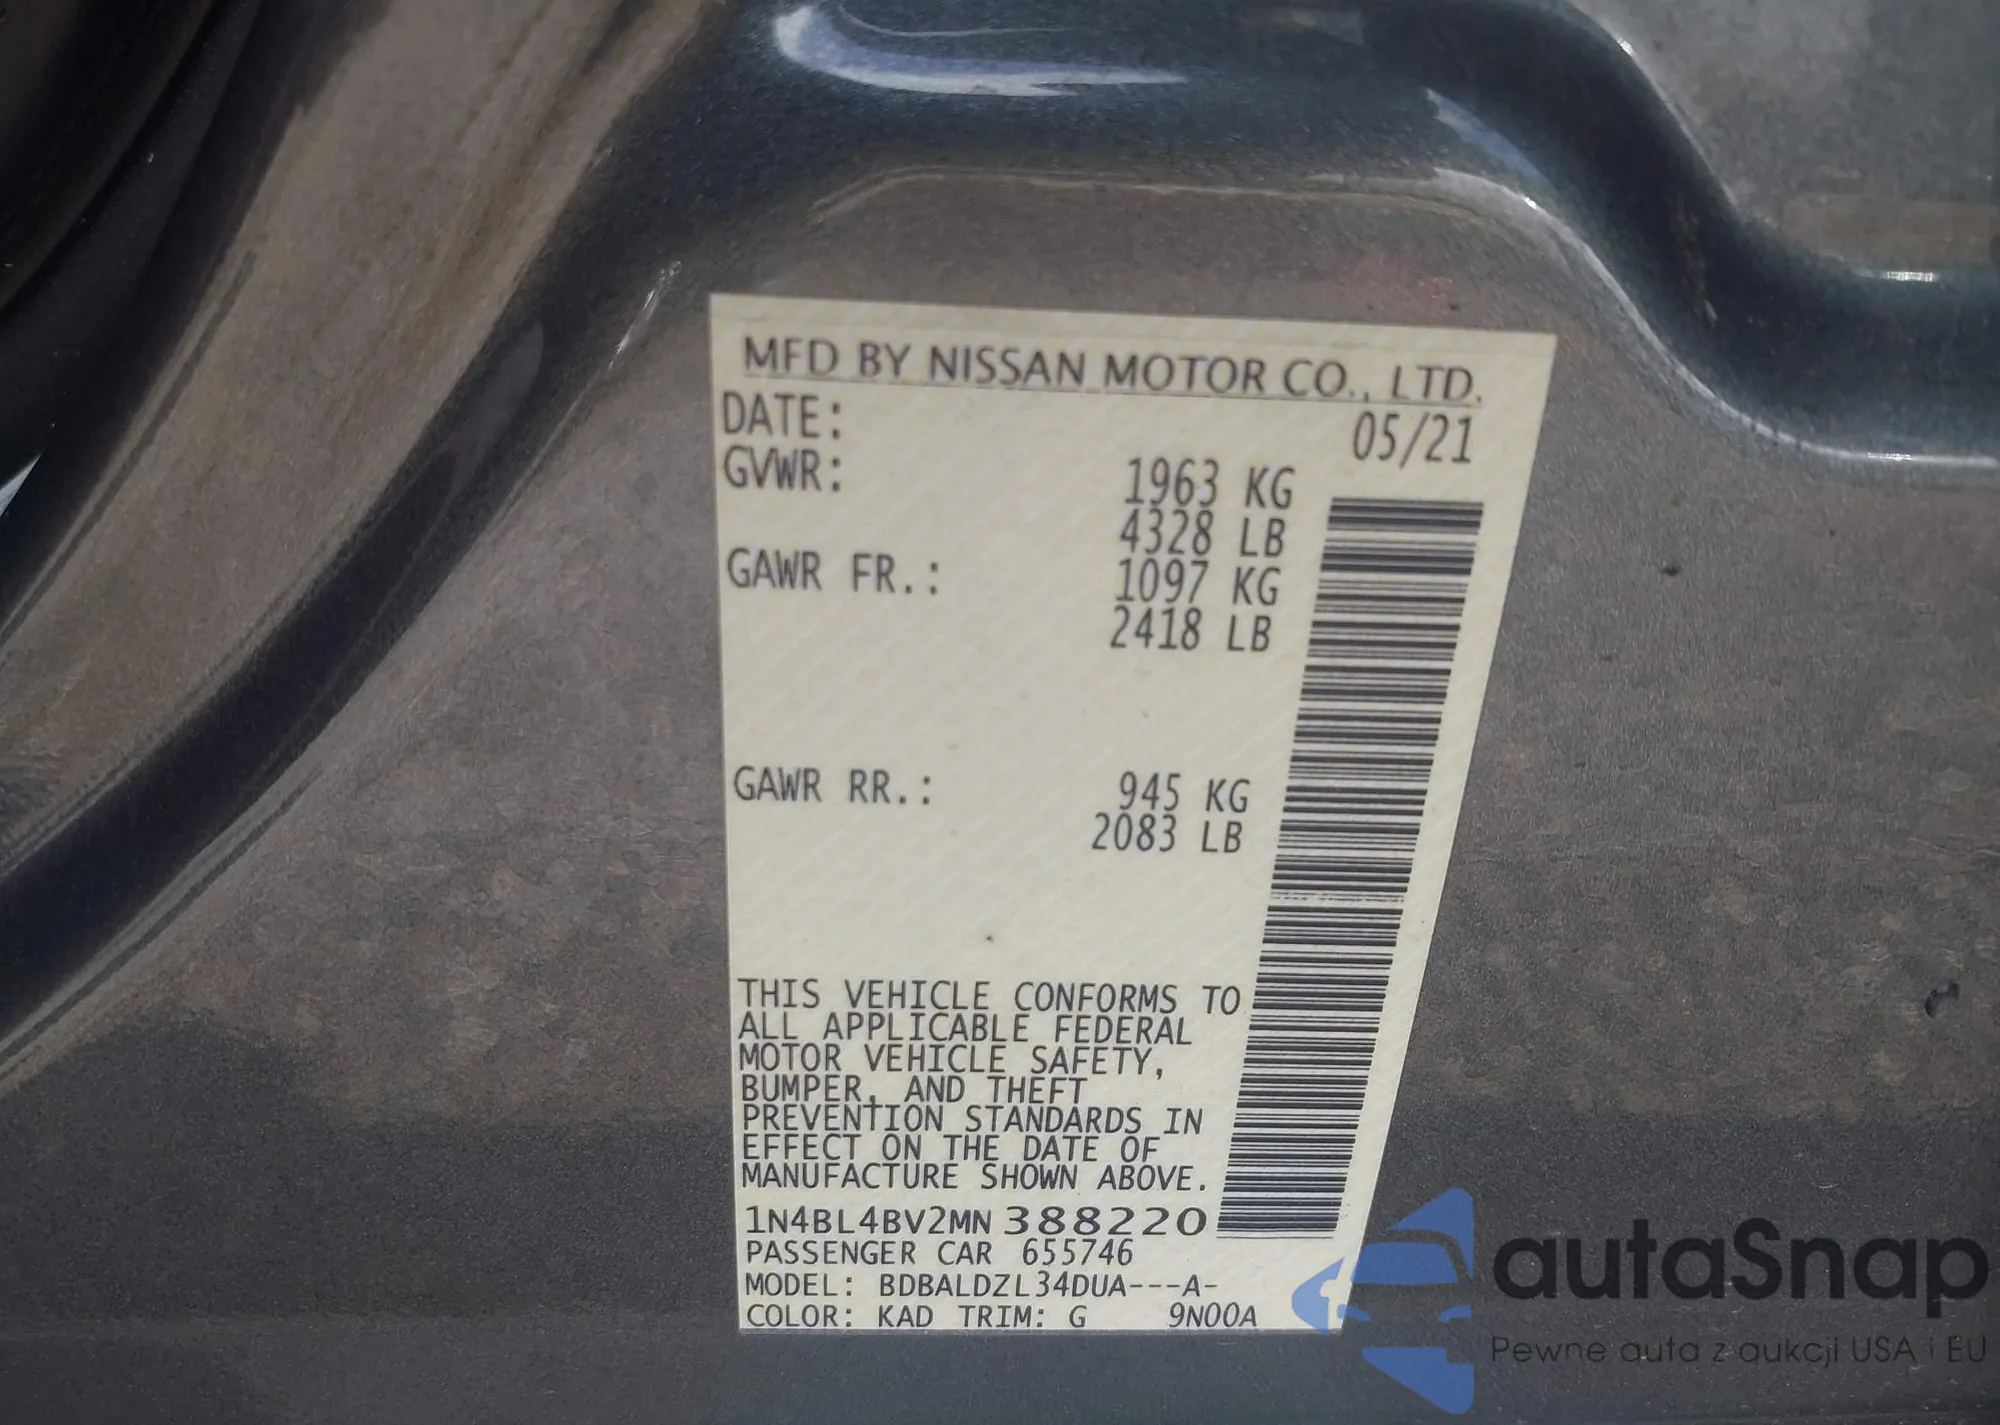 MFD BY NISSAN MOTOR CO., LTD.
DATE: 05/21
GVWR: 1963 KG
4328 LB
GAWR FR.: 1097 KG
2418 LB
GAWR RR.: 945 KG
2083 LB
THIS VEHICLE CONFORMS TO
ALL APPLICABLE FEDERAL
MOTOR VEHICLE SAFETY,
BUMPER, AND THEFT
PREVENTION STANDARDS IN
EFFECT ON THE DATE OF
MANUFACTURE SHOWN ABOVE.
1N4BL4BV2MN388220
PASSENGER CAR 655746
MODEL: BDBALDZL34DUA---A-
COLOR: KAD TRIM: G 9N00A
autoSnap
Pewne auta z aukcji USA i EU